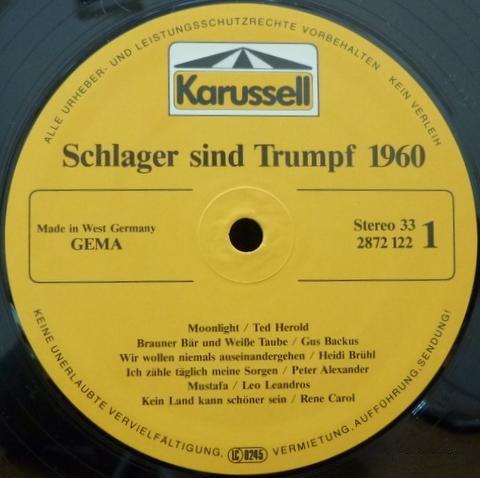 ALLE URHEBER- UND LEISTUNGSSCHUTZRECHTE VORBEHALTEN · KEIN VERLEIH
Karussell
Schlager sind Trumpf 1960
Made in West Germany
GEMA
Stereo 33
2872 122 1
Moonlight / Ted Herold
Brauner Bär und Weiße Taube / Gus Backus
Wir wollen niemals auseinandergehen / Heidi Brühl
Ich zähle täglich meine Sorgen / Peter Alexander
Mustafa / Leo Leandros
Kein Land kann schöner sein / Rene Carol
KEINE UNERLAUBTE VERVIELFÄLTIGUNG, VERMIETUNG, AUFFÜHRUNG, SENDUNG!
LC 0245